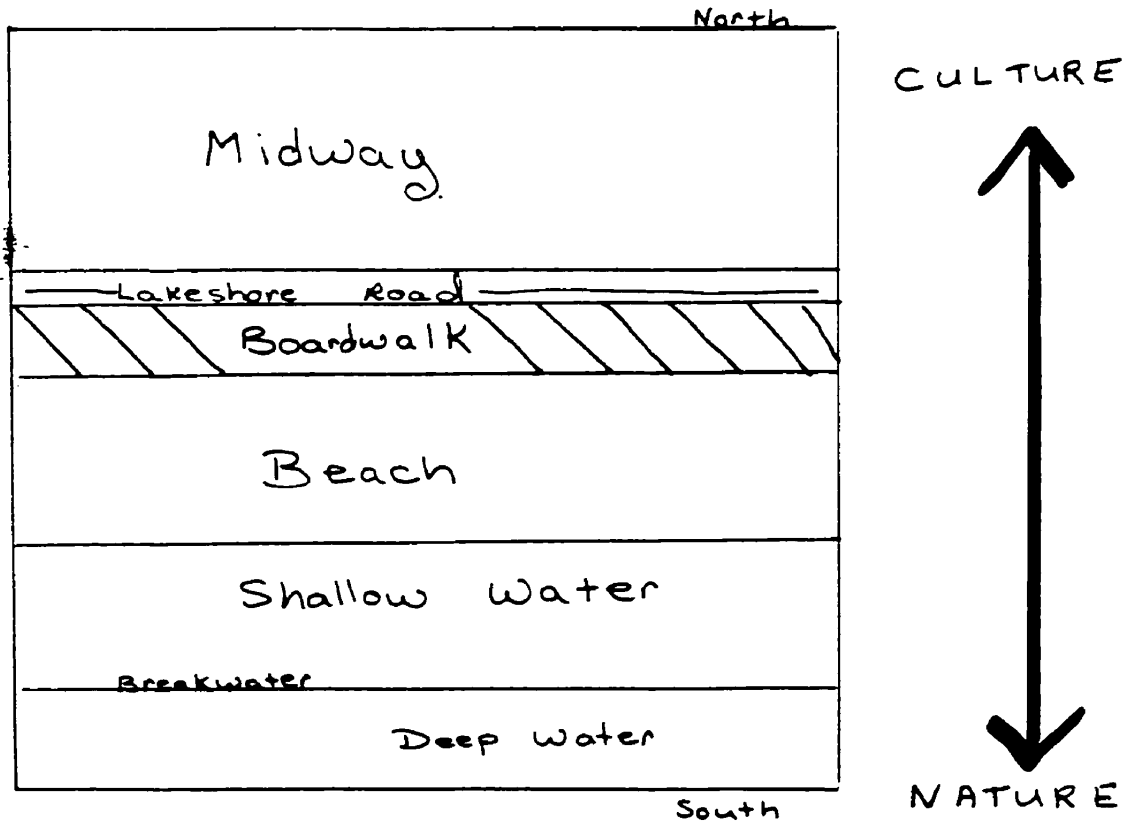 North
CULTURE
Midway
Lakeshore Road
Boardwalk
Beach
Shallow Water
Breakwater
Deep Water
South
NATURE